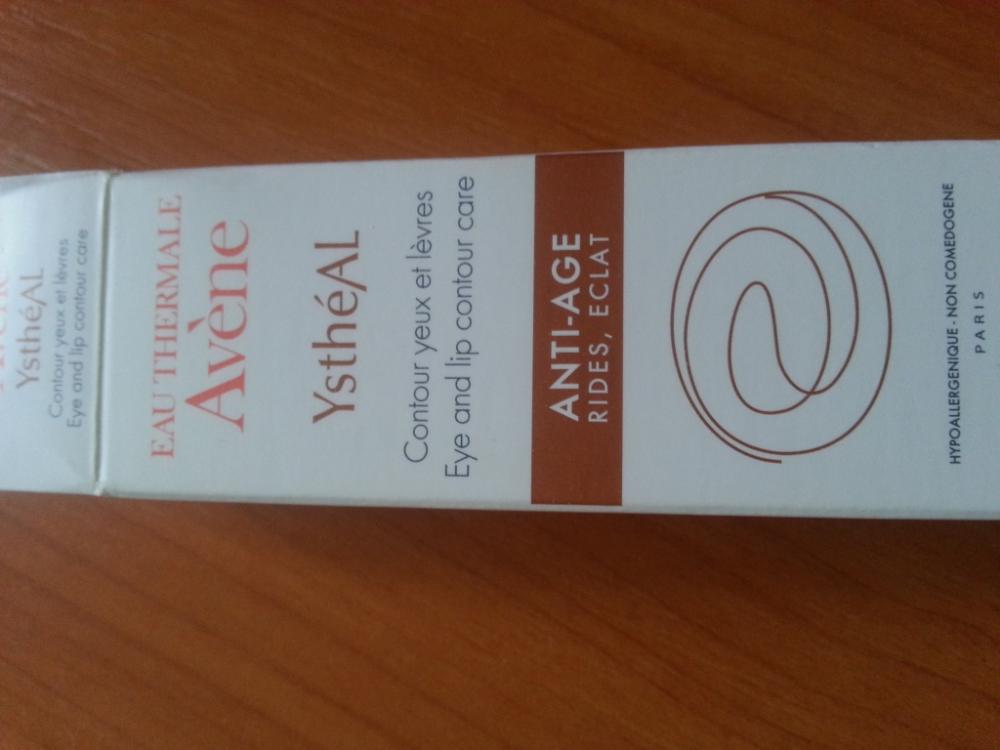 YsthéAL
Contour yeux et lèvres
Eye and lip contour care
EAU THERMALE
Avène
YsthéAL
Contour yeux et lèvres
Eye and lip contour care
ANTI-AGE
RIDES, ECLAT
HYPOALLERGENIQUE - NON COMEDOGENE
PARIS